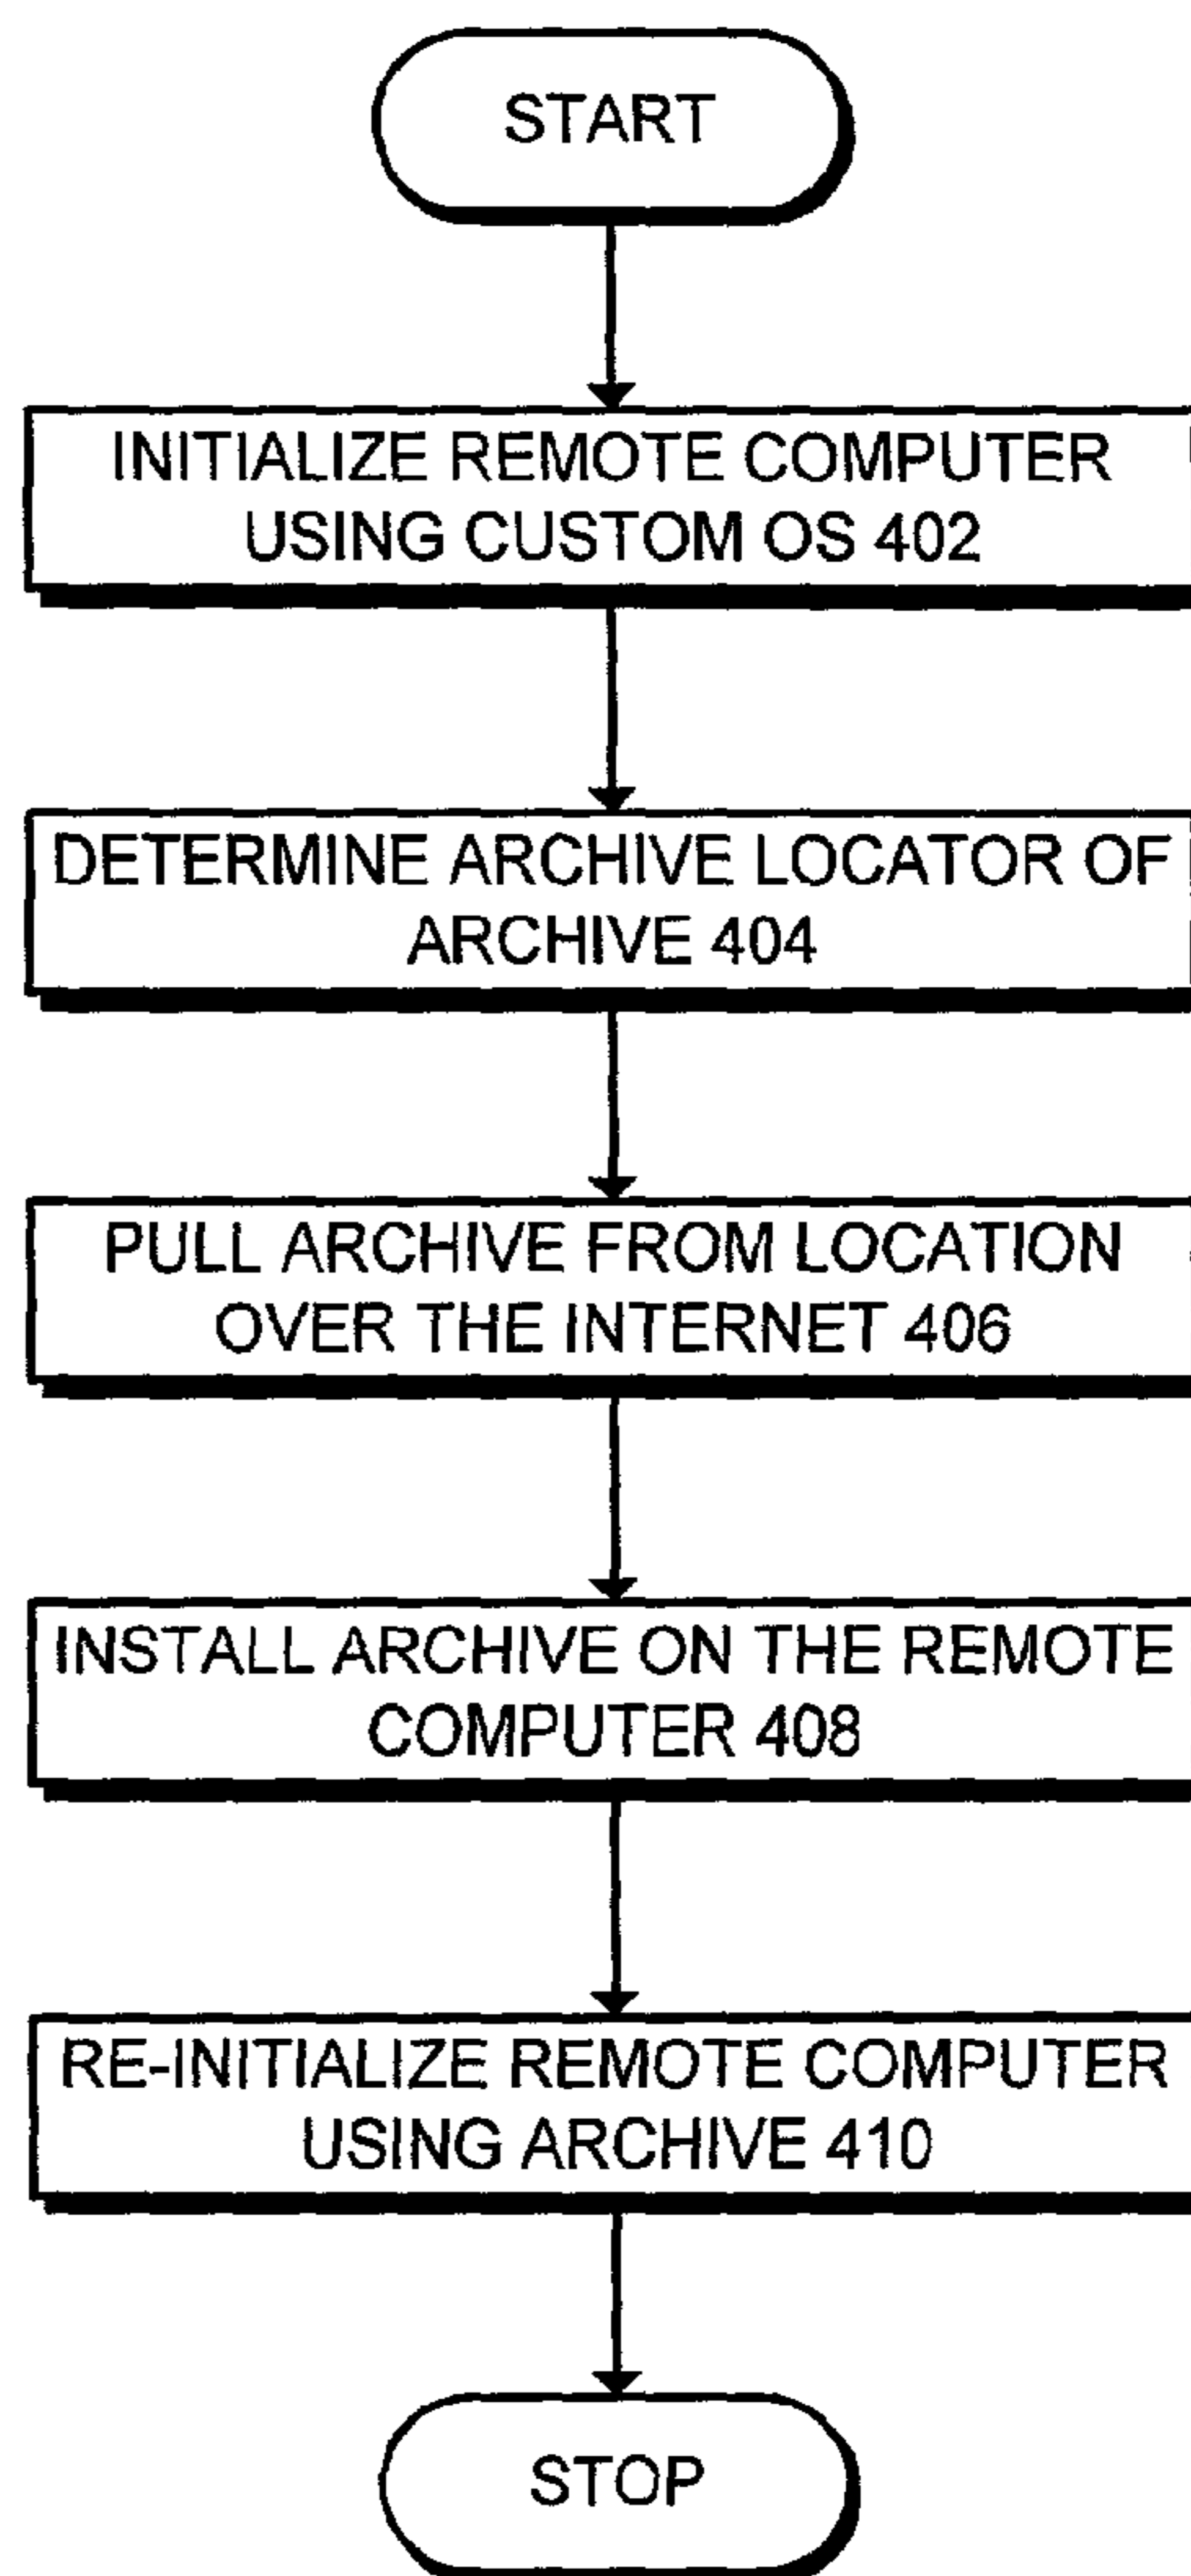 START
INITIALIZE REMOTE COMPUTER
USING CUSTOM OS 402
DETERMINE ARCHIVE LOCATOR OF
ARCHIVE 404
PULL ARCHIVE FROM LOCATION
OVER THE INTERNET 406
INSTALL ARCHIVE ON THE REMOTE
COMPUTER 408
RE-INITIALIZE REMOTE COMPUTER
USING ARCHIVE 410
STOP